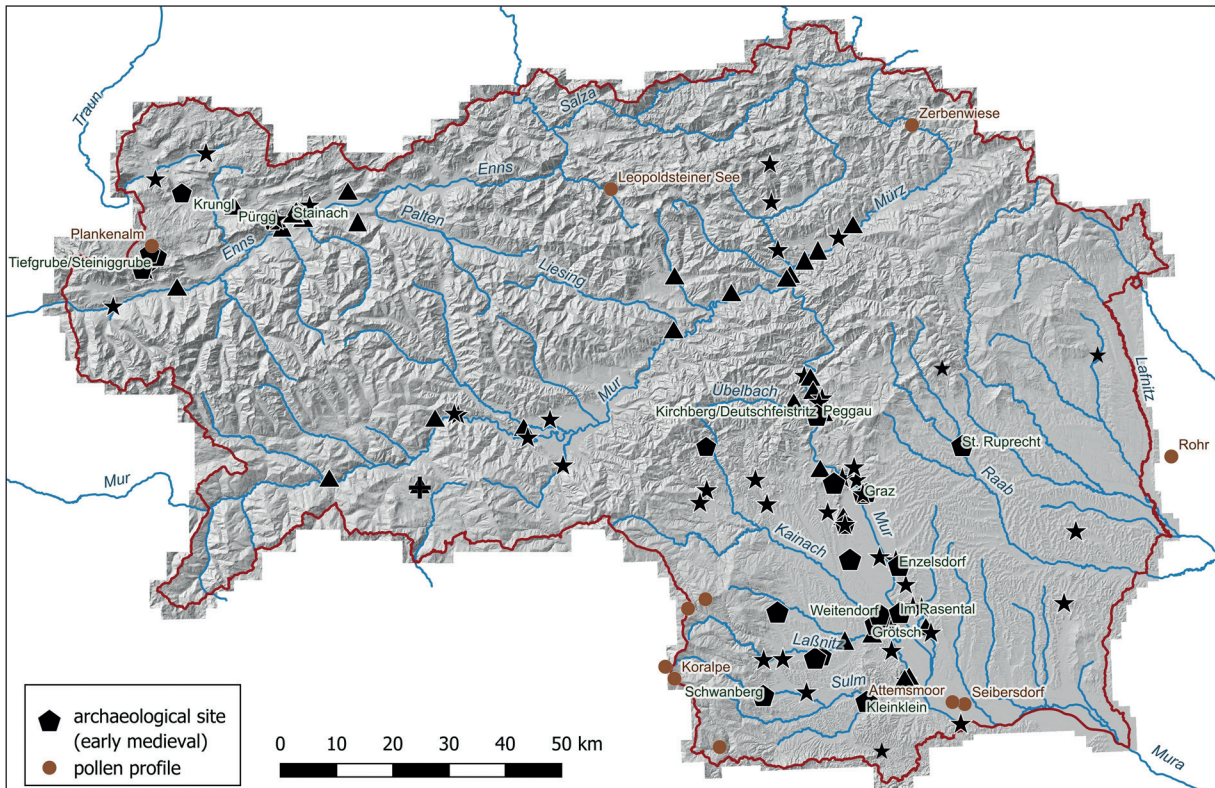 Traun
Salza
Zerbenwiese
Enns
Leopoldsteiner See
Krungl
Pürgg
Stainach
Palten
Mürz
Plankenalm
Enns
Tiefgrube/Steiniggrube
Liesing
Mur
Übelbach
Lafnitz
Kirchberg/Deutschfeistritz
Peggau
St. Ruprecht
Rohr
Mur
Raab
Graz
Mur
Kainach
Enzelsdorf
Weitendorf
Im Rasental
Grötsch
Laßnitz
Koralpe
Sulm
Schwanberg
Attemsmoor
Seibersdorf
Kleinklein
Mura
archaeological site
(early medieval)
pollen profile
0 10 20 30 40 50 km